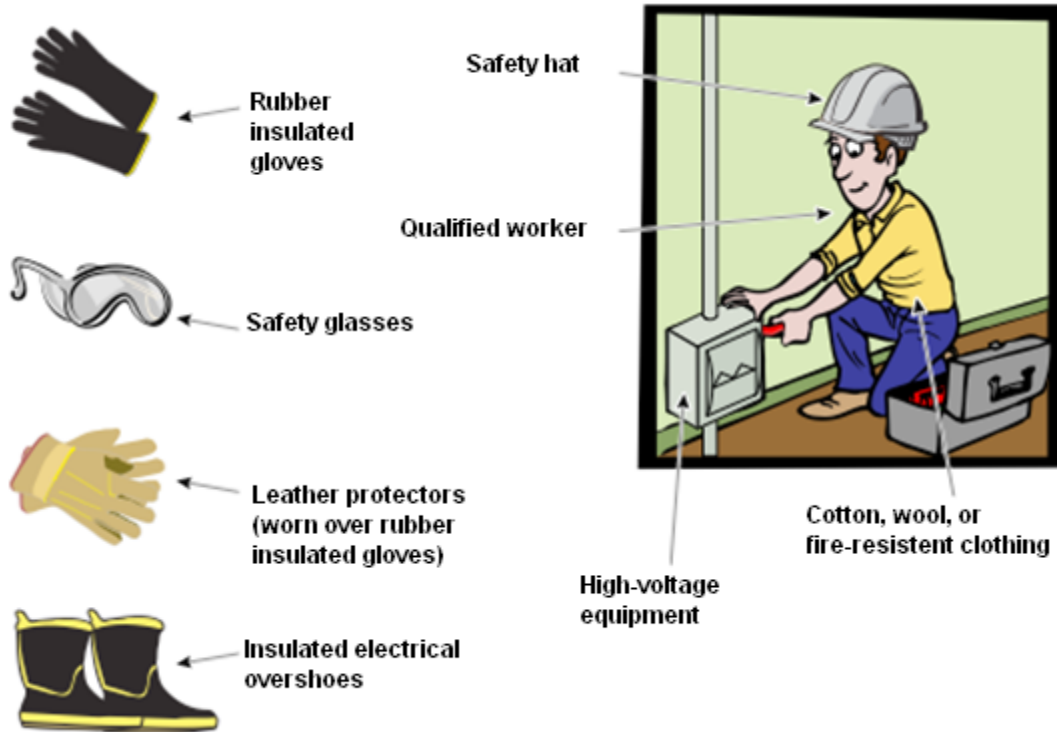 Rubber
insulated
gloves
Safety glasses
Leather protectors
(worn over rubber
insulated gloves)
Insulated electrical
overshoes
Safety hat
Qualified worker
High-voltage
equipment
Cotton, wool, or
fire-resistent clothing